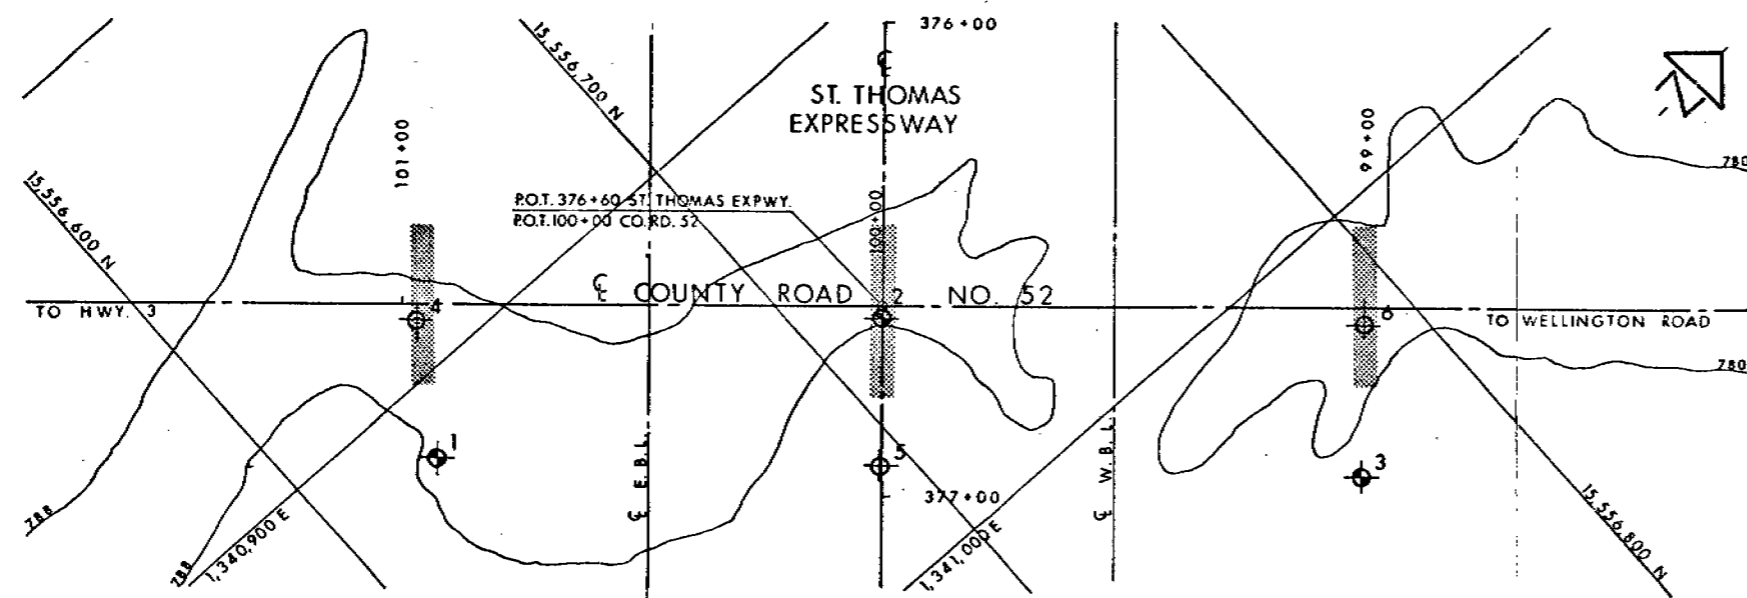 376+00
15,556,700 N
℄
ST. THOMAS
EXPRESSWAY
101+00
99+00
780
15,556,600 N
P.O.T. 376+60 ST. THOMAS EXPWY.
P.O.T. 100+00 CO. RD. 52
100+00
℄ COUNTY ROAD NO. 52
TO HWY. 3
4
2
6
TO WELLINGTON ROAD
780
1
5
3
℄ E.B.L.
℄ W.B.L.
377+00
788
788
1,340,900 E
1,341,000 E
15,556,800 N